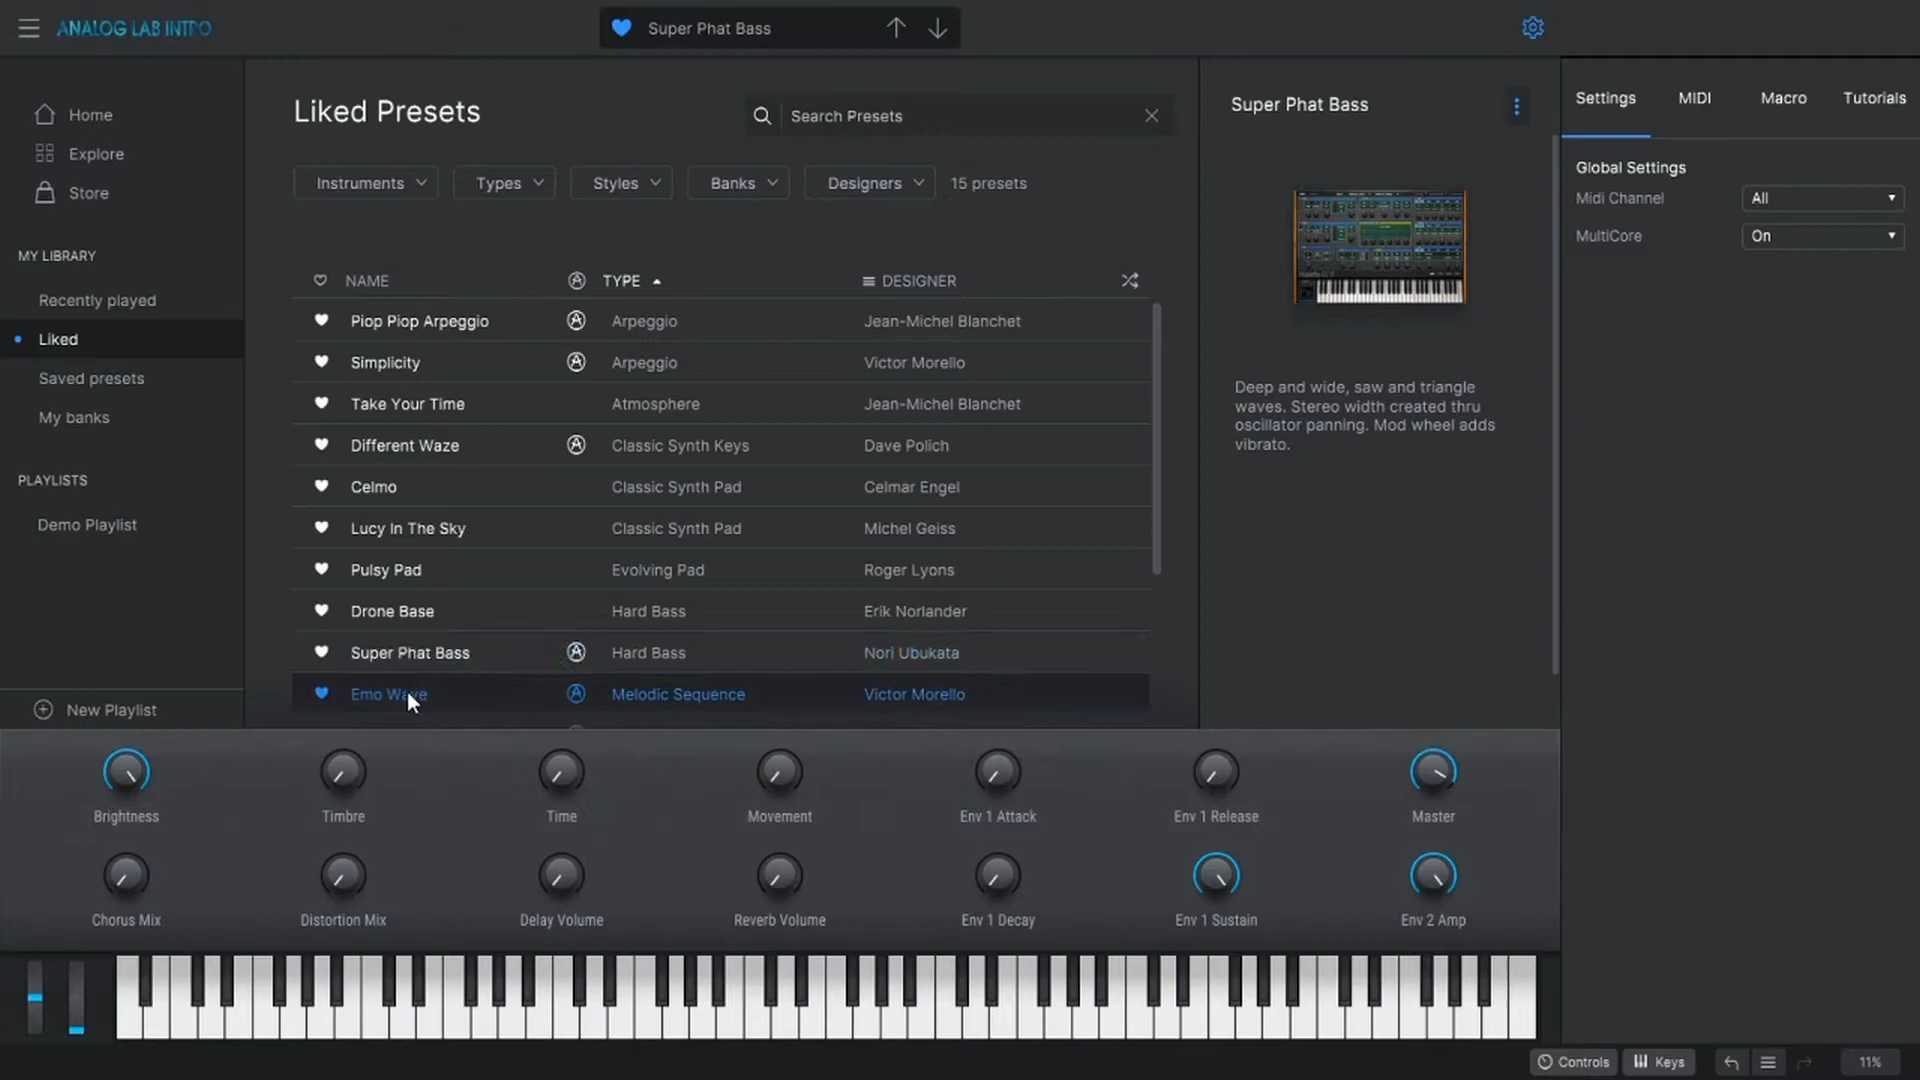 ANALOG LAB INTRO
Super Phat Bass
Home
Explore
Store
MY LIBRARY
Recently played
Liked
Saved presets
My banks
PLAYLISTS
Demo Playlist
New Playlist
Liked Presets
Search Presets
Instruments
Types
Styles
Banks
Designers
15 presets
NAME TYPE DESIGNER
Piop Piop Arpeggio Arpeggio Jean-Michel Blanchet
Simplicity Arpeggio Victor Morello
Take Your Time Atmosphere Jean-Michel Blanchet
Different Waze Classic Synth Keys Dave Polich
Celmo Classic Synth Pad Celmar Engel
Lucy In The Sky Classic Synth Pad Michel Geiss
Pulsy Pad Evolving Pad Roger Lyons
Drone Base Hard Bass Erik Norlander
Super Phat Bass Hard Bass Nori Ubukata
Emo Wave Melodic Sequence Victor Morello
Super Phat Bass
Deep and wide, saw and triangle
waves. Stereo width created thru
oscillator panning. Mod wheel adds
vibrato.
Settings MIDI Macro Tutorials
Global Settings
Midi Channel All
MultiCore On
Brightness Timbre Time Movement Env 1 Attack Env 1 Release Master
Chorus Mix Distortion Mix Delay Volume Reverb Volume Env 1 Decay Env 1 Sustain Env 2 Amp
Controls Keys 11%